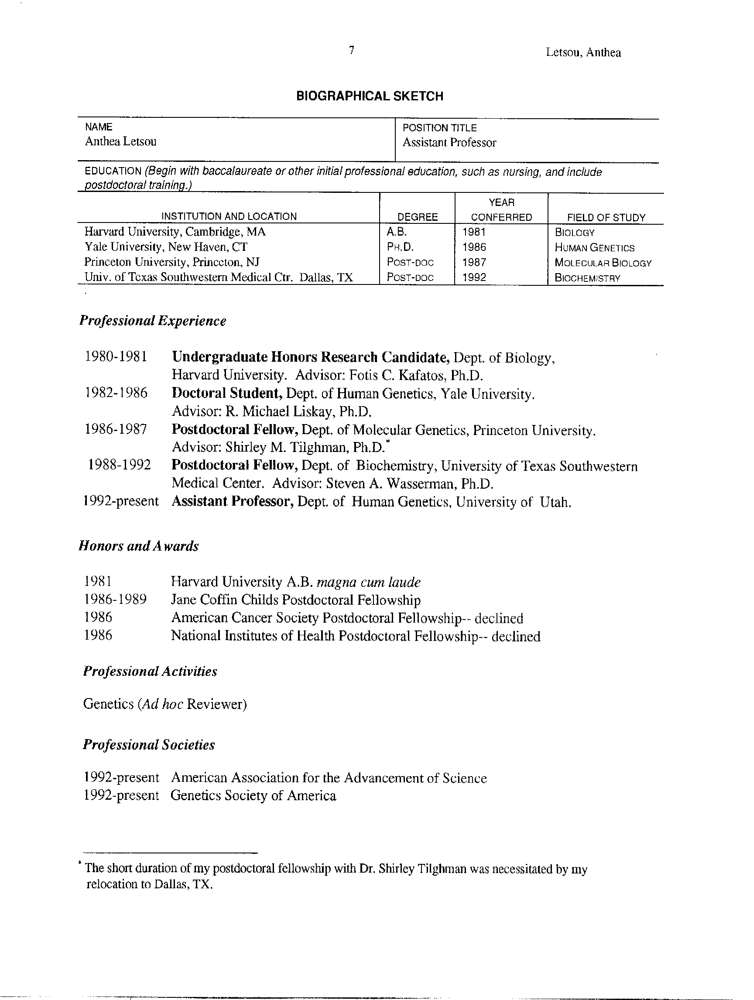 7
Letsou, Anthea
BIOGRAPHICAL SKETCH
NAME
Anthea Letsou
POSITION TITLE
Assistant Professor
EDUCATION (Begin with baccalaureate or other initial professional education, such as nursing, and include
postdoctoral training.)
INSTITUTION AND LOCATION DEGREE YEAR CONFERRED FIELD OF STUDY
Harvard University, Cambridge, MA A.B. 1981 BIOLOGY
Yale University, New Haven, CT PH.D. 1986 HUMAN GENETICS
Princeton University, Princeton, NJ POST-DOC 1987 MOLECULAR BIOLOGY
Univ. of Texas Southwestern Medical Ctr. Dallas, TX POST-DOC 1992 BIOCHEMISTRY
Professional Experience
1980-1981 Undergraduate Honors Research Candidate, Dept. of Biology,
Harvard University. Advisor: Fotis C. Kafatos, Ph.D.
1982-1986 Doctoral Student, Dept. of Human Genetics, Yale University.
Advisor: R. Michael Liskay, Ph.D.
1986-1987 Postdoctoral Fellow, Dept. of Molecular Genetics, Princeton University.
Advisor: Shirley M. Tilghman, Ph.D.*
1988-1992 Postdoctoral Fellow, Dept. of Biochemistry, University of Texas Southwestern
Medical Center. Advisor: Steven A. Wasserman, Ph.D.
1992-present Assistant Professor, Dept. of Human Genetics, University of Utah.
Honors and Awards
1981 Harvard University A.B. magna cum laude
1986-1989 Jane Coffin Childs Postdoctoral Fellowship
1986 American Cancer Society Postdoctoral Fellowship-- declined
1986 National Institutes of Health Postdoctoral Fellowship-- declined
Professional Activities
Genetics (Ad hoc Reviewer)
Professional Societies
1992-present American Association for the Advancement of Science
1992-present Genetics Society of America
* The short duration of my postdoctoral fellowship with Dr. Shirley Tilghman was necessitated by my
relocation to Dallas, TX.